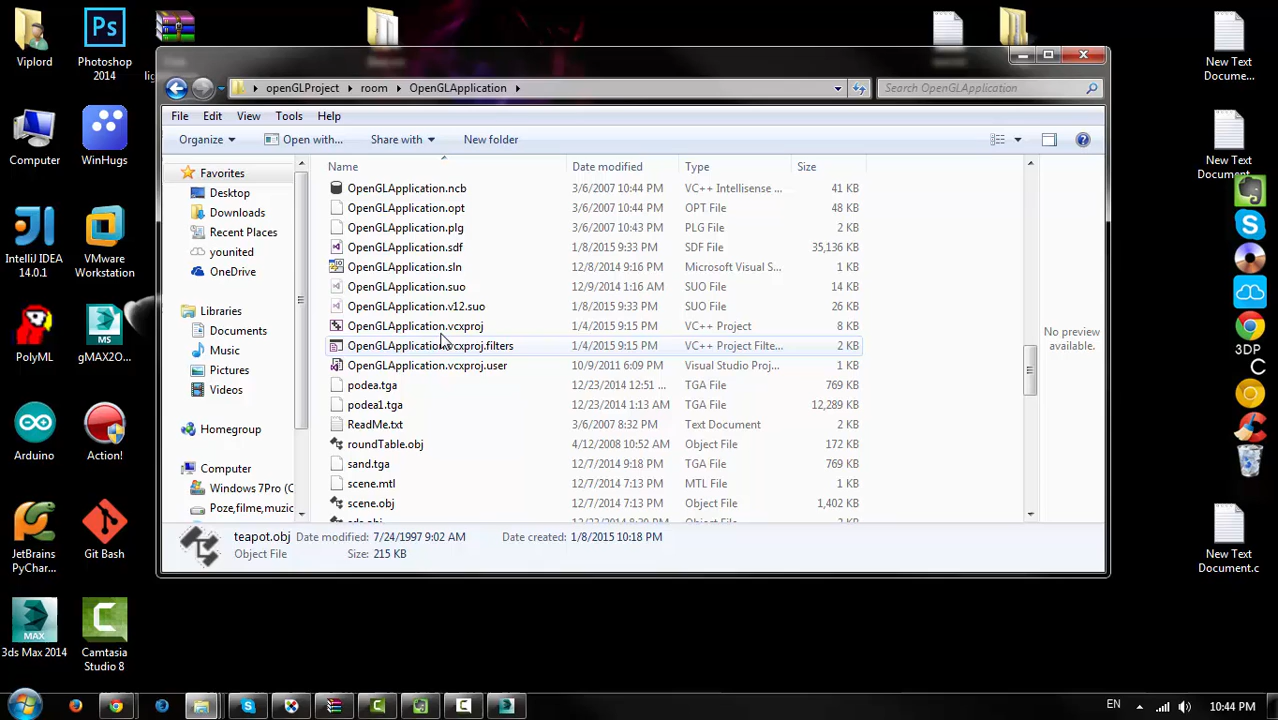 Viplord
Photoshop
2014
New Text
Docume...
Computer
WinHugs
New Text
Document.
IntelliJ IDEA
14.0.1
VMware
Workstation
PolyML
gMAX2O...
3DP
C
Arduino
Action!
JetBrains
PyChar...
Git Bash
New Text
Document.c
3ds Max 2014
Camtasia
Studio 8
openGLProject
room
OpenGLApplication
Search OpenGLApplication
File Edit View Tools Help
Organize Open with... Share with New folder
Name Date modified Type Size
Favorites
Desktop
Downloads
Recent Places
younited
OneDrive
Libraries
Documents
Music
Pictures
Videos
Homegroup
Computer
Windows 7Pro (C
Poze,filme,muzic
OpenGLApplication.ncb 3/6/2007 10:44 PM VC++ Intellisense ... 41 KB
OpenGLApplication.opt 3/6/2007 10:44 PM OPT File 48 KB
OpenGLApplication.plg 3/6/2007 10:43 PM PLG File 2 KB
OpenGLApplication.sdf 1/8/2015 9:33 PM SDF File 35,136 KB
OpenGLApplication.sln 12/8/2014 9:16 PM Microsoft Visual S... 1 KB
OpenGLApplication.suo 12/9/2014 1:16 AM SUO File 14 KB
OpenGLApplication.v12.suo 1/8/2015 9:33 PM SUO File 26 KB
OpenGLApplication.vcxproj 1/4/2015 9:15 PM VC++ Project 8 KB
OpenGLApplication.vcxproj.filters 1/4/2015 9:15 PM VC++ Project Filte... 2 KB
OpenGLApplication.vcxproj.user 10/9/2011 6:09 PM Visual Studio Proj... 1 KB
podea.tga 12/23/2014 12:51 ... TGA File 769 KB
podea1.tga 12/23/2014 1:13 AM TGA File 12,289 KB
ReadMe.txt 3/6/2007 8:32 PM Text Document 2 KB
roundTable.obj 4/12/2008 10:52 AM Object File 172 KB
sand.tga 12/7/2014 9:18 PM TGA File 769 KB
scene.mtl 12/7/2014 7:13 PM MTL File 1 KB
scene.obj 12/7/2014 7:13 PM Object File 1,402 KB
No preview
available.
teapot.obj Date modified: 7/24/1997 9:02 AM Date created: 1/8/2015 10:18 PM
Object File Size: 215 KB
EN 10:44 PM